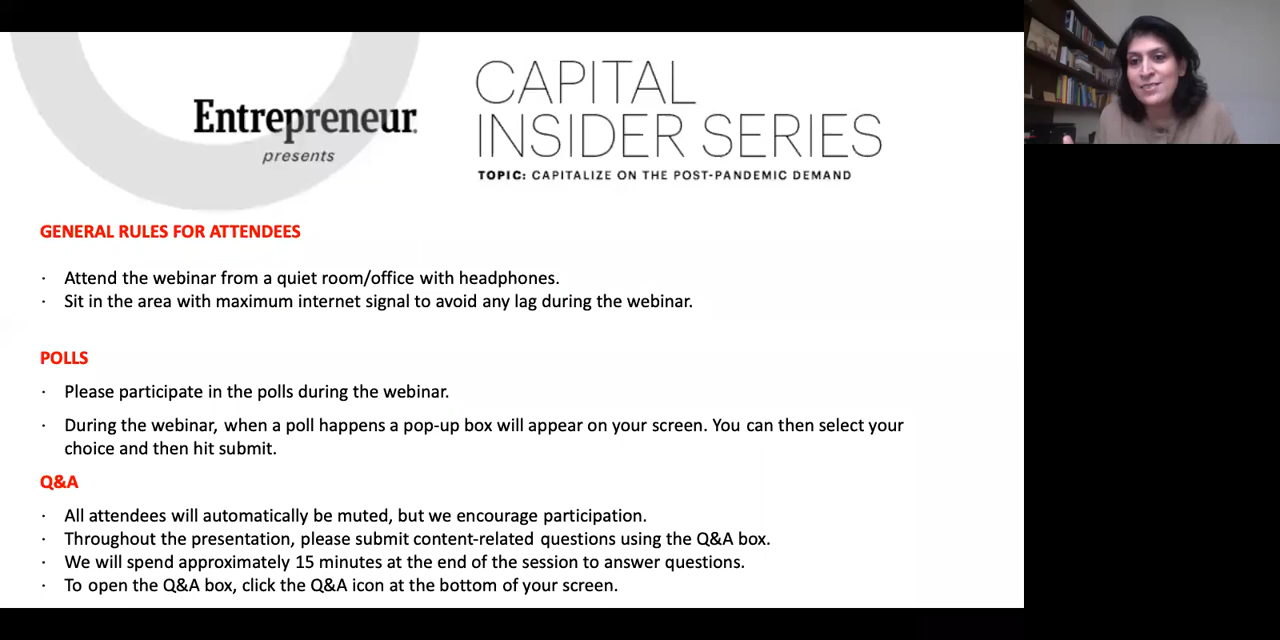 Entrepreneur
presents
CAPITAL
INSIDER SERIES
TOPIC: CAPITALIZE ON THE POST-PANDEMIC DEMAND
GENERAL RULES FOR ATTENDEES
· Attend the webinar from a quiet room/office with headphones.
· Sit in the area with maximum internet signal to avoid any lag during the webinar.
POLLS
· Please participate in the polls during the webinar.
· During the webinar, when a poll happens a pop-up box will appear on your screen. You can then select your
choice and then hit submit.
Q&A
· All attendees will automatically be muted, but we encourage participation.
· Throughout the presentation, please submit content-related questions using the Q&A box.
· We will spend approximately 15 minutes at the end of the session to answer questions.
· To open the Q&A box, click the Q&A icon at the bottom of your screen.